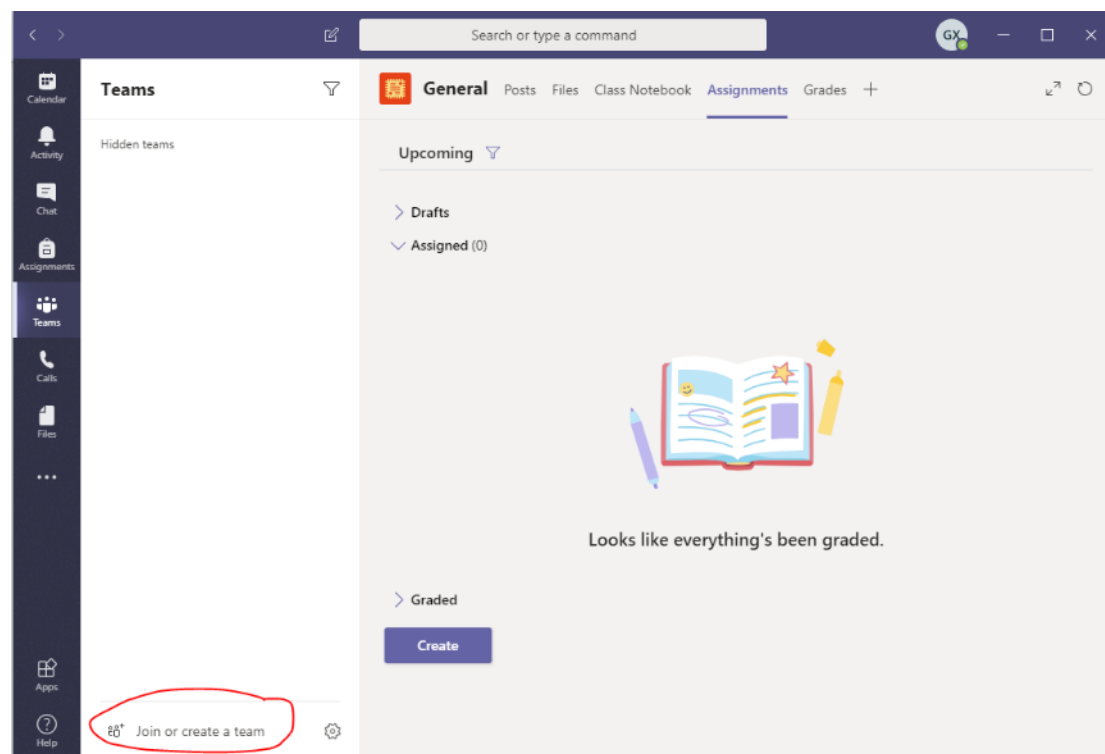 Search or type a command
GX
Calendar
Activity
Chat
Assignments
Teams
Calls
Files
Apps
Help
Teams
Hidden teams
Join or create a team
General Posts Files Class Notebook Assignments Grades
Upcoming
Drafts
Assigned (0)
Looks like everything's been graded.
Graded
Create